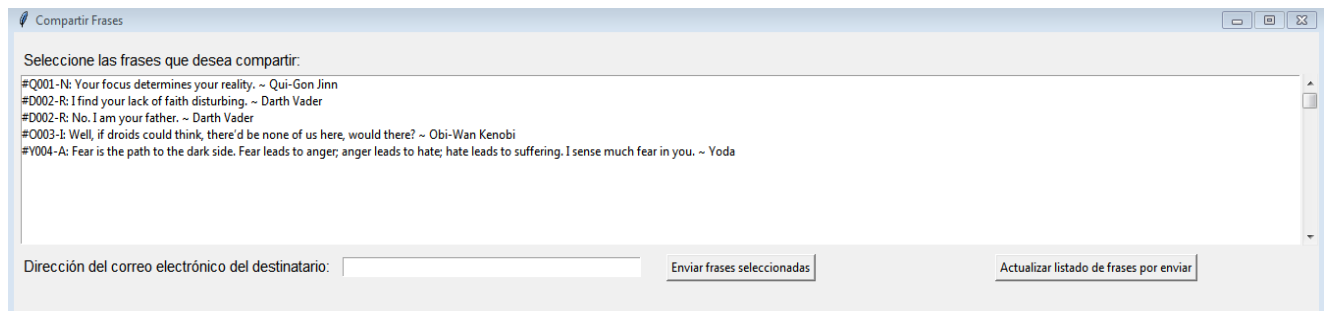 Compartir Frases
Seleccione las frases que desea compartir:
#Q001-N: Your focus determines your reality. ~ Qui-Gon Jinn
#D002-R: I find your lack of faith disturbing. ~ Darth Vader
#D002-R: No. I am your father. ~ Darth Vader
#O003-I: Well, if droids could think, there'd be none of us here, would there? ~ Obi-Wan Kenobi
#Y004-A: Fear is the path to the dark side. Fear leads to anger; anger leads to hate; hate leads to suffering. I sense much fear in you. ~ Yoda
Dirección del correo electrónico del destinatario: Enviar frases seleccionadas Actualizar listado de frases por enviar